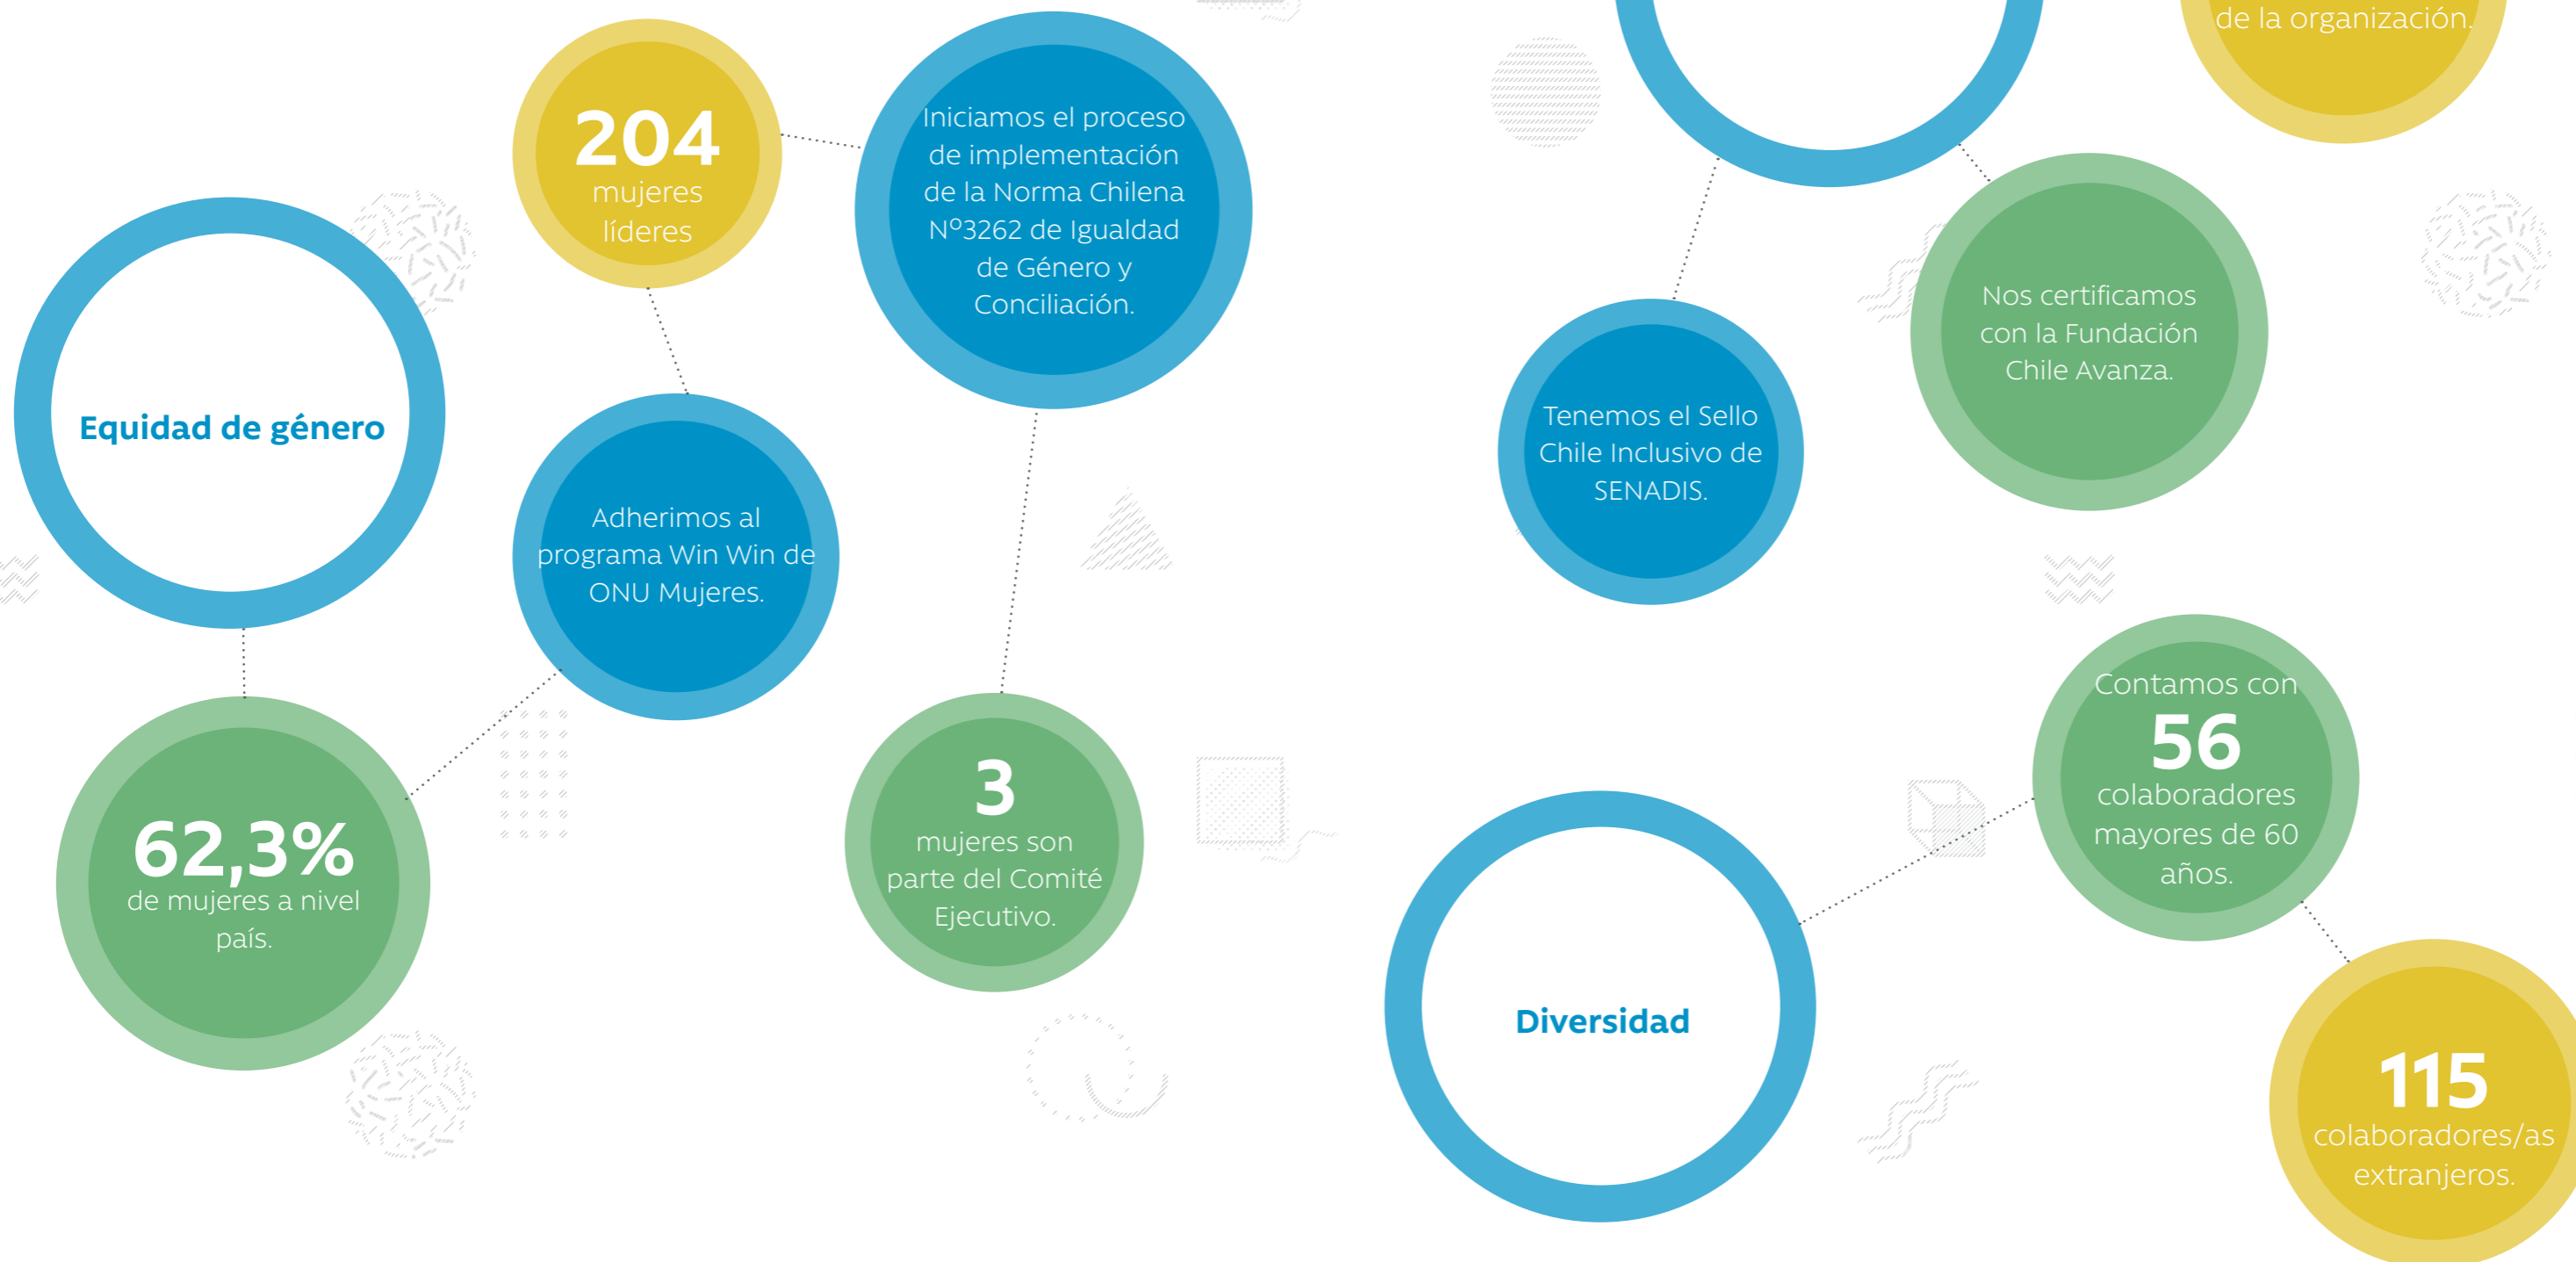 204
mujeres
líderes
Iniciamos el proceso
de implementación
de la Norma Chilena
Nº3262 de Igualdad
de Género y
Conciliación.
Equidad de género
Adherimos al
programa Win Win de
ONU Mujeres.
62,3%
de mujeres a nivel
país.
3
mujeres son
parte del Comité
Ejecutivo.
de la organización.
Nos certificamos
con la Fundación
Chile Avanza.
Tenemos el Sello
Chile Inclusivo de
SENADIS.
Contamos con
56
colaboradores
mayores de 60
años.
Diversidad
115
colaboradores/as
extranjeros.